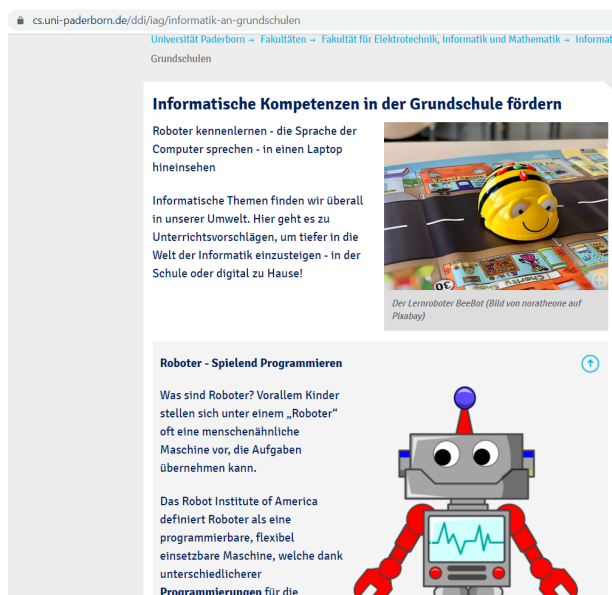 cs.uni-paderborn.de/ddi/iag/informatik-an-grundschulen
Universität Paderborn → Fakultäten → Fakultät für Elektrotechnik, Informatik und Mathematik → Informat
Grundschulen
Informatische Kompetenzen in der Grundschule fördern
Roboter kennenlernen - die Sprache der
Computer sprechen - in einen Laptop
hineinsehen
Informatische Themen finden wir überall
in unserer Umwelt. Hier geht es zu
Unterrichtsvorschlägen, um tiefer in die
Welt der Informatik einzusteigen - in der
Schule oder digital zu Hause!
Charity
Shop
30
Der Lernroboter BeeBot (Bild von noratheone auf
Pixabay)
Roboter - Spielend Programmieren
Was sind Roboter? Vorallem Kinder
stellen sich unter einem „Roboter“
oft eine menschenähnliche
Maschine vor, die Aufgaben
übernehmen kann.
Das Robot Institute of America
definiert Roboter als eine
programmierbare, flexibel
einsetzbare Maschine, welche dank
unterschiedlicherer
Programmierungen für die